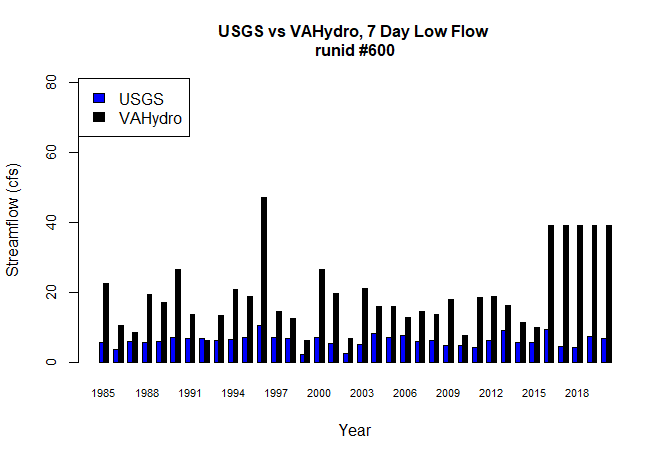 USGS vs VAHydro, 7 Day Low Flow
runid #600
USGS
VAHydro
Streamflow (cfs)
80
60
40
20
0
1985 1988 1991 1994 1997 2000 2003 2006 2009 2012 2015 2018
Year